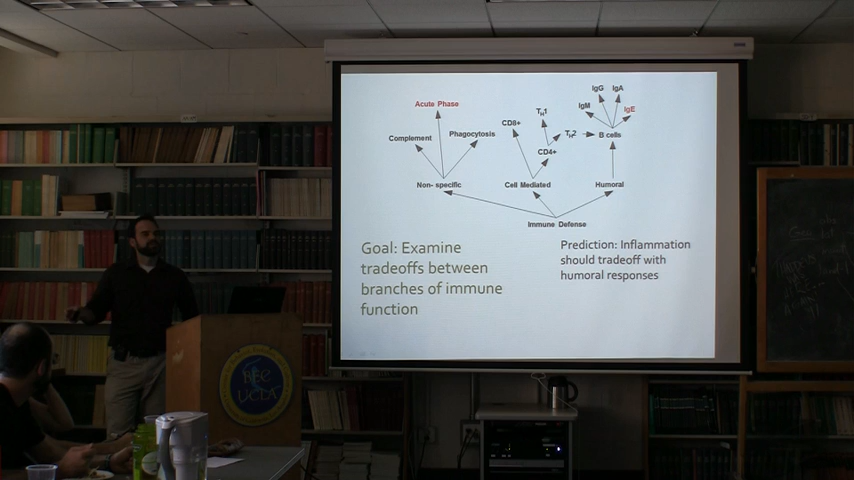 IgG IgA
Acute Phase
IgM IgE
TH1
CD8+
TH2 B cells
Complement Phagocytosis
CD4+
Non- specific Cell Mediated Humoral
Immune Defense
Goal: Examine
tradeoffs between
branches of immune
function
Prediction: Inflammation
should tradeoff with
humoral responses
BEC
UCLA